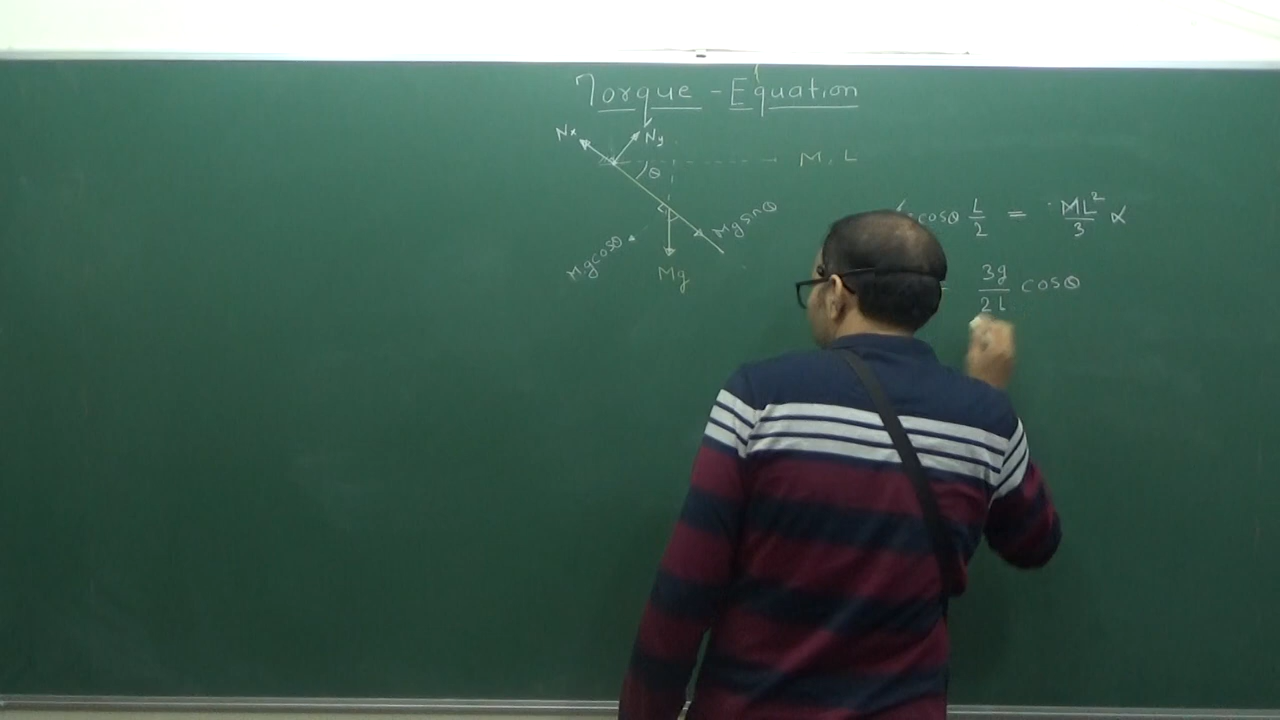 Torque - Equation
Nx
Ny
θ
M, L
Mg sinθ
Mg cosθ
Mg
cosθ L/2 = ML²/3 α
3g/2L cosθ